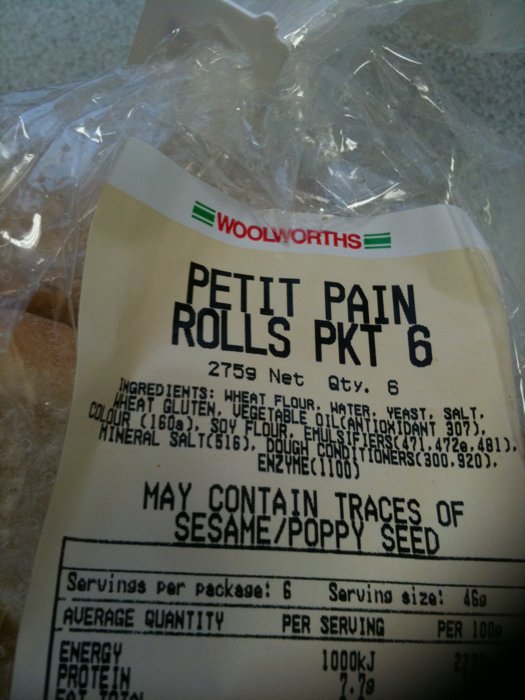 WOOLWORTHS
PETIT PAIN
ROLLS PKT 6
275g Net Qty. 6
INGREDIENTS: WHEAT FLOUR, WATER, YEAST, SALT,
WHEAT GLUTEN, VEGETABLE OIL(ANTIOXIDANT 307),
COLOUR (160a), SOY FLOUR, EMULSIFIERS(471,472e,481),
MINERAL SALT(516), DOUGH CONDITIONERS(300,920),
ENZYME(1100)
MAY CONTAIN TRACES OF
SESAME/POPPY SEED
Servings per package: 6 Serving size: 46g
AVERAGE QUANTITY PER SERVING PER 100g
ENERGY 1000kJ
PROTEIN 7.7g
FAT TOTAL